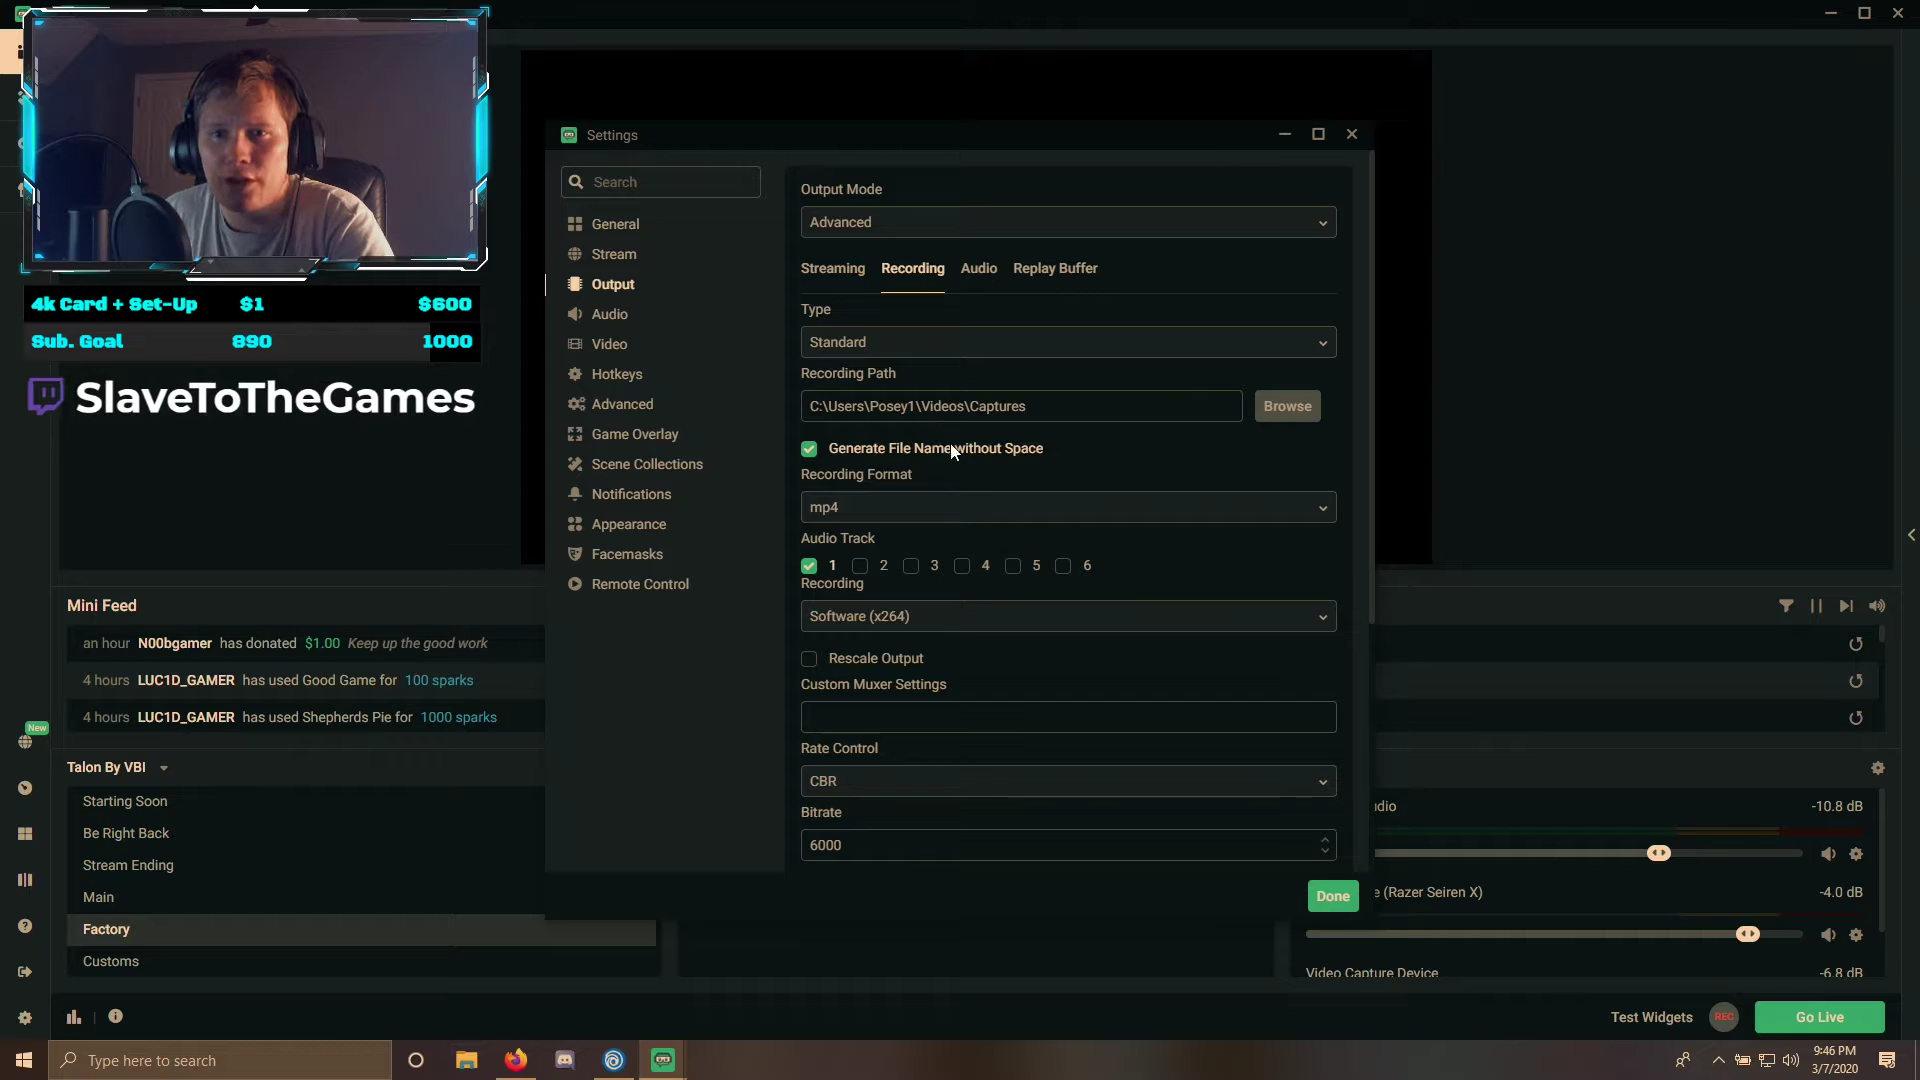 4k Card + Set-Up $1 $600
Sub. Goal 890 1000
SlaveToTheGames
Settings
Search
General
Stream
Output
Audio
Video
Hotkeys
Advanced
Game Overlay
Scene Collections
Notifications
Appearance
Facemasks
Remote Control
Output Mode
Advanced
Streaming Recording Audio Replay Buffer
Type
Standard
Recording Path
C:\Users\Posey1\Videos\Captures Browse
Generate File Name without Space
Recording Format
mp4
Audio Track
1 2 3 4 5 6
Recording
Software (x264)
Rescale Output
Custom Muxer Settings
Rate Control
CBR
Bitrate
6000
Done
Mini Feed
an hour N00bgamer has donated $1.00 Keep up the good work
4 hours LUC1D_GAMER has used Good Game for 100 sparks
4 hours LUC1D_GAMER has used Shepherds Pie for 1000 sparks
New
Talon By VBI
Starting Soon
Be Right Back
Stream Ending
Main
Factory
Customs
dio -10.8 dB
e (Razer Seiren X) -4.0 dB
Video Capture Device -6.8 dB
Test Widgets REC Go Live
Type here to search
9:46 PM
3/7/2020